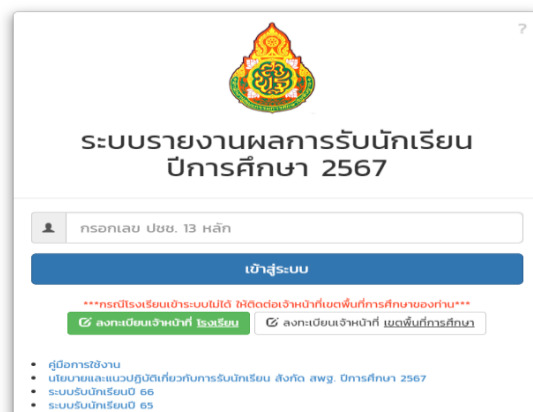 ?
ระบบรายงานผลการรับนักเรียน
ปีการศึกษา 2567
กรอกเลข ปชช. 13 หลัก
เข้าสู่ระบบ
***กรณีโรงเรียนเข้าระบบไม่ได้ ให้ติดต่อเจ้าหน้าที่เขตพื้นที่การศึกษาของท่าน***
ลงทะเบียนเจ้าหน้าที่ โรงเรียน ลงทะเบียนเจ้าหน้าที่ เขตพื้นที่การศึกษา
• คู่มือการใช้งาน
• นโยบายและแนวปฏิบัติเกี่ยวกับการรับนักเรียน สังกัด สพฐ. ปีการศึกษา 2567
• ระบบรับนักเรียนปี 66
• ระบบรับนักเรียนปี 65